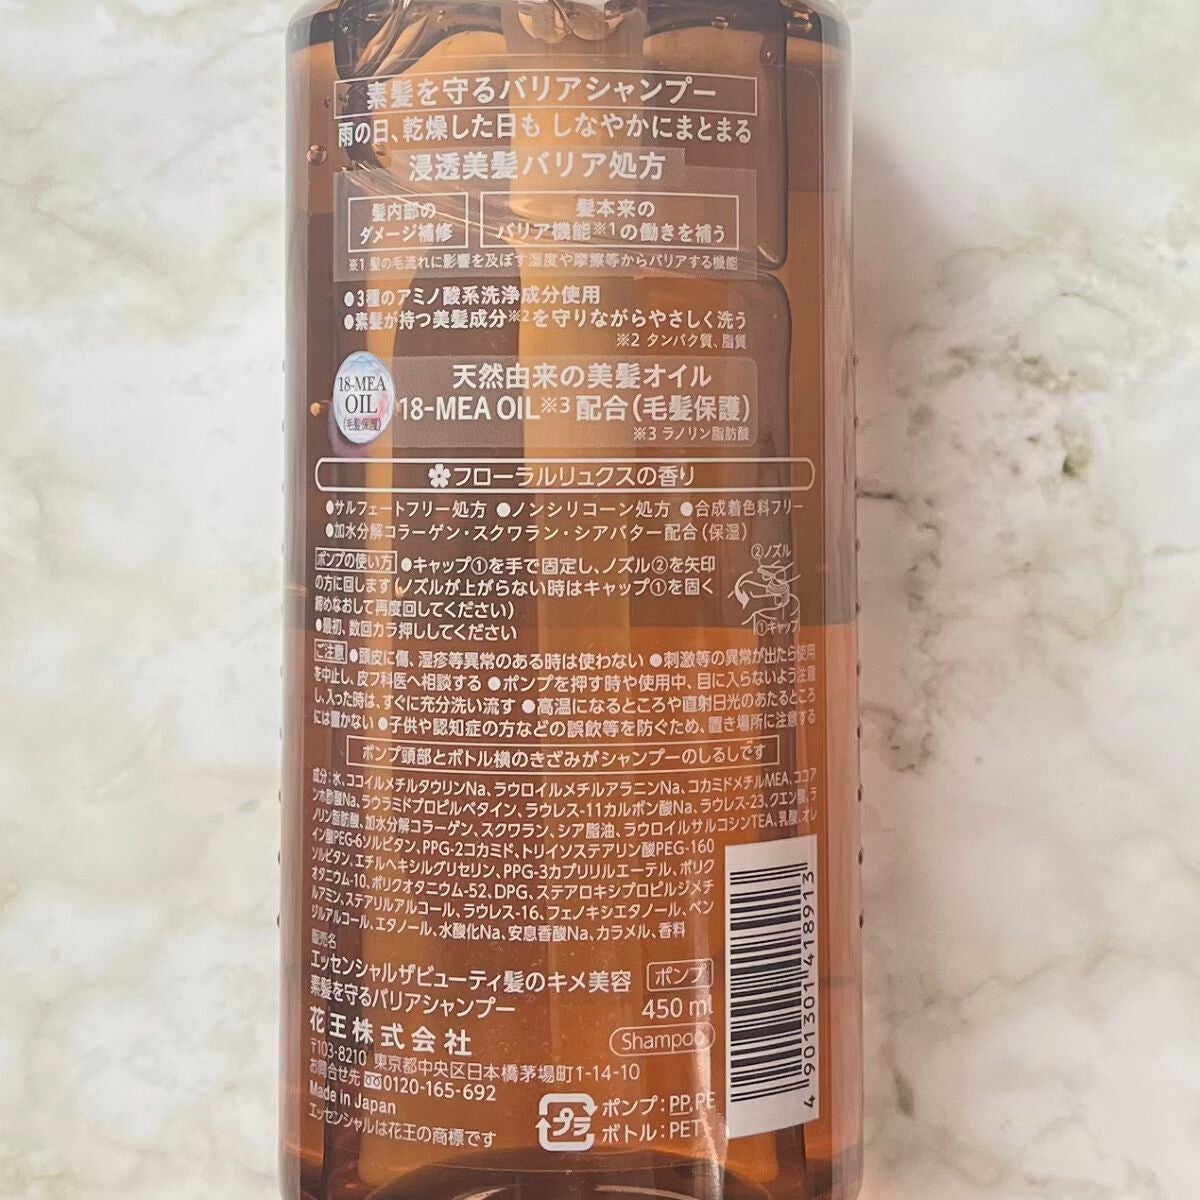 素髪を守るバリアシャンプー
雨の日、乾燥した日も しなやかにまとまる
浸透美髪バリア処方
髪内部の
ダメージ補修
髪本来の
バリア機能※1の働きを補う
※1 髪の毛流れに影響を及ぼす湿度や摩擦等からバリアする機能
●3種のアミノ酸系洗浄成分使用
●素髪が持つ美髪成分※2を守りながらやさしく洗う
※2 タンパク質、脂質
18-MEA
OIL
(毛髪保護)
天然由来の美髪オイル
18-MEA OIL※3 配合(毛髪保護)
※3 ラノリン脂肪酸
フローラルリュクスの香り
●サルフェートフリー処方 ●ノンシリコーン処方 ●合成着色料フリー
●加水分解コラーゲン・スクワラン・シアバター配合(保湿)
ポンプの使い方 ●キャップ①を手で固定し、ノズル②を矢印
の方に回します(ノズルが上がらない時はキャップ①を固く
締めなおして再度回してください)
●最初、数回カラ押ししてください
②ノズル
①キャップ
ご注意 ●頭皮に傷、湿疹等異常のある時は使わない ●刺激等の異常が出たら使用
を中止し、皮フ科医へ相談する ●ポンプを押す時や使用中、目に入らないよう注意
し、入った時は、すぐに充分洗い流す ●高温になるところや直射日光のあたるところ
には置かない ●子供や認知症の方などの誤飲等を防ぐため、置き場所に注意する
ポンプ頭部とボトル横のきざみがシャンプーのしるしです
成分：水、ココイルメチルタウリンNa、ラウロイルメチルアラニンNa、コカミドメチルMEA、ココア
ンホ酢酸Na、ラウラミドプロピルベタイン、ラウレス-11カルボン酸Na、ラウレス-23、クエン酸、ラ
ノリン脂肪酸、加水分解コラーゲン、スクワラン、シア脂油、ラウロイルサルコシンTEA、乳酸、オレ
イン酸PEG-6ソルビタン、PPG-2コカミド、トリイソステアリン酸PEG-160
ソルビタン、エチルヘキシルグリセリン、PPG-3カプリリルエーテル、ポリク
オタニウム-10、ポリクオタニウム-52、DPG、ステアロキシプロピルジメチ
ルアミン、ステアリルアルコール、ラウレス-16、フェノキシエタノール、ベン
ジルアルコール、エタノール、水酸化Na、安息香酸Na、カラメル、香料
販売名
エッセンシャルザビューティ髪のキメ美容
素髪を守るバリアシャンプー
ポンプ
450 ml
Shampoo
花王株式会社
〒103-8210 東京都中央区日本橋茅場町1-14-10
お問合せ先 0120-165-692
Made in Japan
エッセンシャルは花王の商標です
プラ
ポンプ：PP,PE
ボトル：PET
4 901301 418913